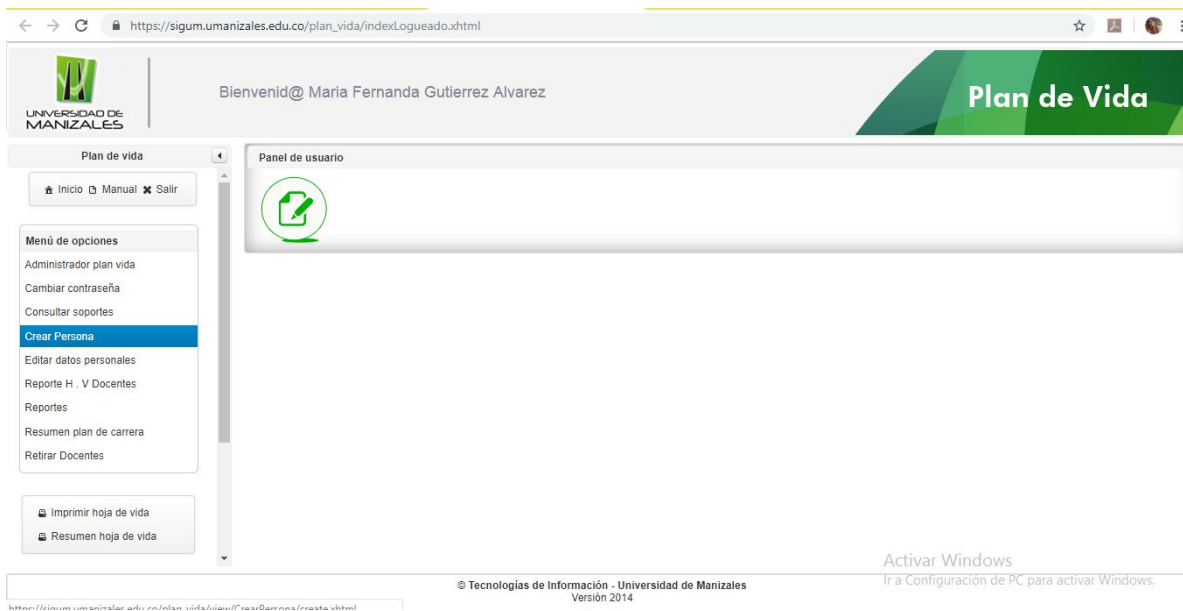 https://sigum.umanizales.edu.co/plan_vida/indexLogueado.xhtml
UNIVERSIDAD DE
MANIZALES
Bienvenid@ Maria Fernanda Gutierrez Alvarez
Plan de Vida
Plan de vida
Inicio Manual Salir
Menú de opciones
Administrador plan vida
Cambiar contraseña
Consultar soportes
Crear Persona
Editar datos personales
Reporte H . V Docentes
Reportes
Resumen plan de carrera
Retirar Docentes
Imprimir hoja de vida
Resumen hoja de vida
Panel de usuario
Activar Windows
Ir a Configuración de PC para activar Windows.
© Tecnologías de Información - Universidad de Manizales
Versión 2014
https://sigum.umanizales.edu.co/plan_vida/view/CrearPersona/create.xhtml